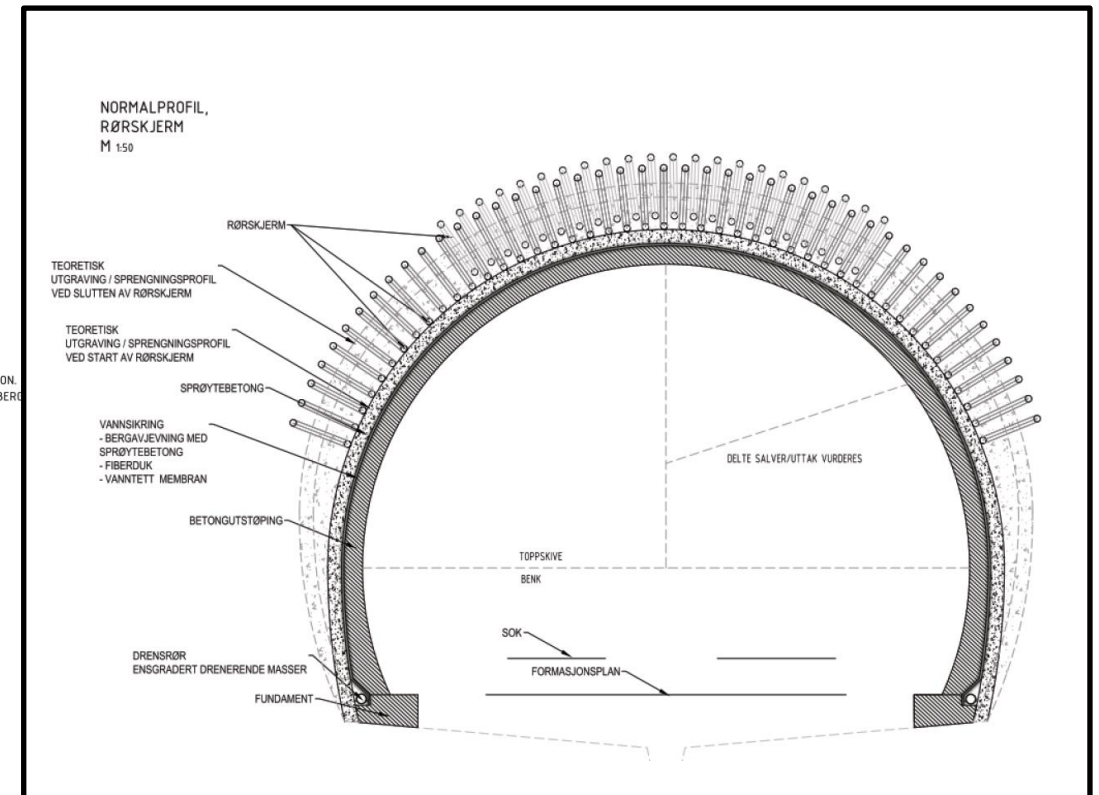 NORMALPROFIL,
RØRSKJERM
M 1:50
RØRSKJERM
TEORETISK
UTGRAVING / SPRENGNINGSPROFIL
VED SLUTTEN AV RØRSKJERM
TEORETISK
UTGRAVING / SPRENGNINGSPROFIL
VED START AV RØRSKJERM
ON.
BERG
SPRØYTEBETONG
VANNSIKRING
- BERGAVJEVNING MED
SPRØYTEBETONG
- FIBERDUK
- VANNTETT MEMBRAN
DELTE SALVER/UTTAK VURDERES
BETONGUTSTØPING
TOPPSKIVE
BENK
SOK
FORMASJONSPLAN
DRENSRØR
ENSGRADERT DRENERENDE MASSER
FUNDAMENT